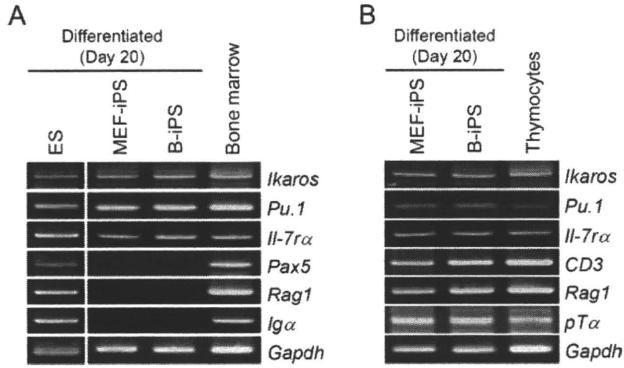 A
Differentiated
(Day 20)
ES
MEF-iPS
B-iPS
Bone marrow
Ikaros
Pu.1
Il-7rα
Pax5
Rag1
Igα
Gapdh
B
Differentiated
(Day 20)
MEF-iPS
B-iPS
Thymocytes
Ikaros
Pu.1
Il-7rα
CD3
Rag1
pTα
Gapdh